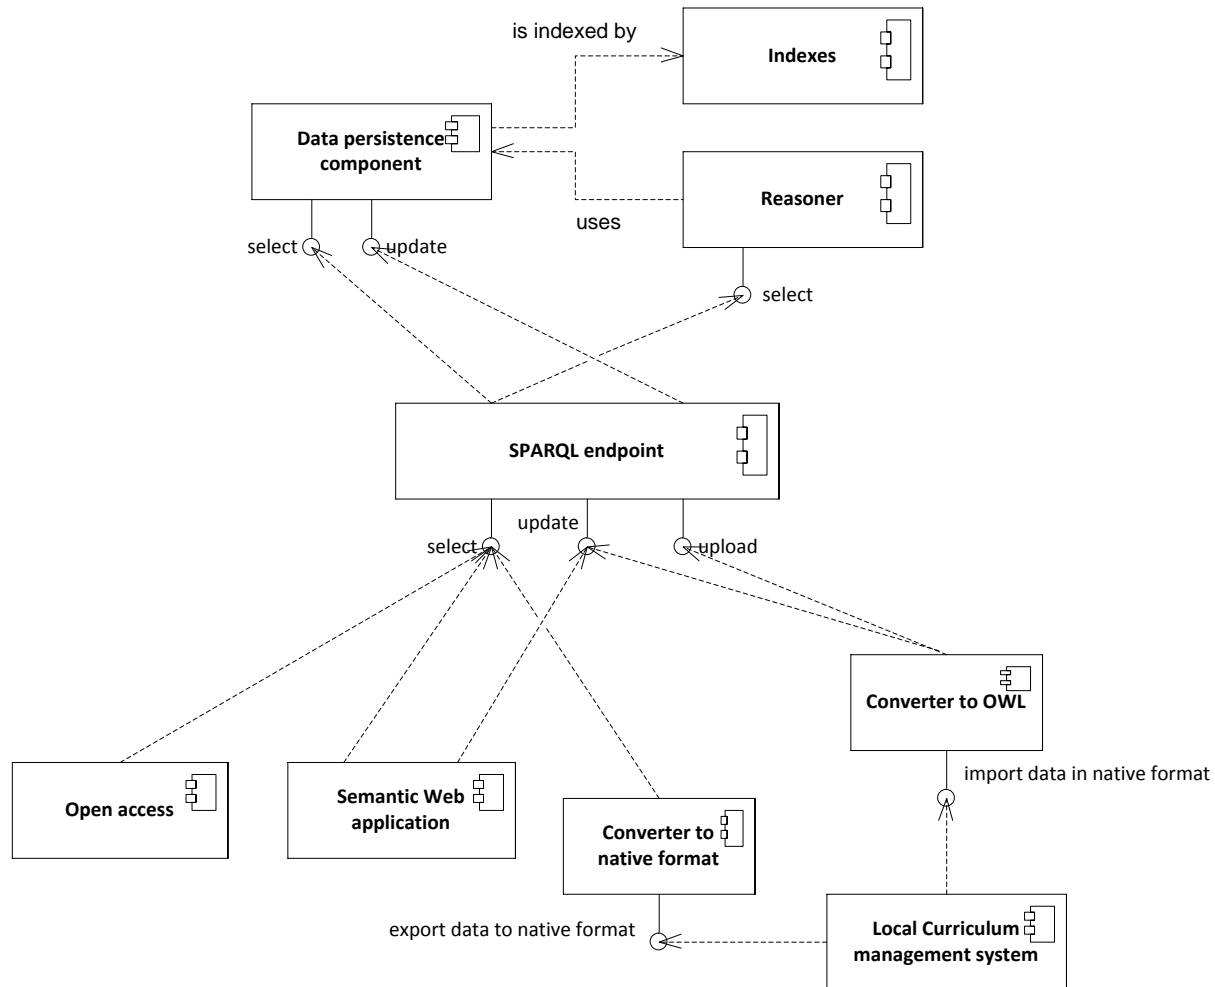 is indexed by
Indexes
Data persistence
component
Reasoner
uses
select
update
select
SPARQL endpoint
update
select
upload
Converter to OWL
import data in native format
Open access
Semantic Web
application
Converter to
native format
export data to native format
Local Curriculum
management system